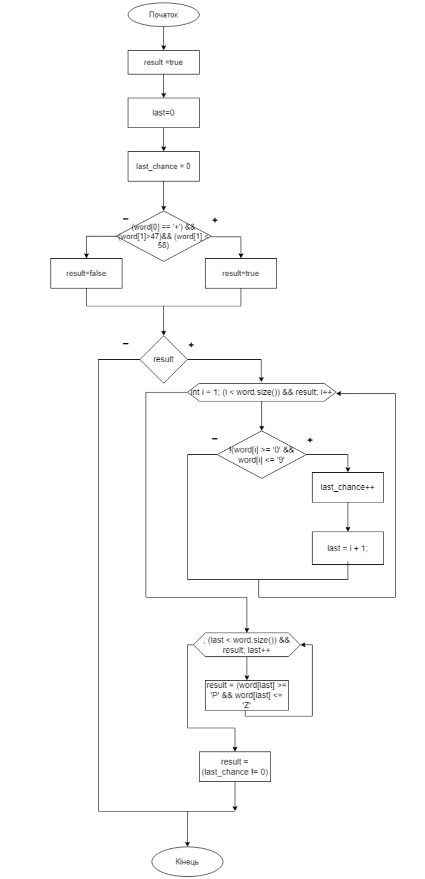 Початок
result =true
last=0
last_chance = 0
−
+
(word[0] == '+') &&
(word[1]>47)&& (word[1] <
58)
result=false
result=true
−
+
result
int i = 1; (i < word.size()) && result; i++
−
+
f(word[i] >= '0' &&
word[i] <= '9'
last_chance++
last = i + 1;
; (last < word.size()) &&
result; last++
result = (word[last] >=
'P' && word[last] <=
'Z'
result =
(last_chance != 0)
Кінець